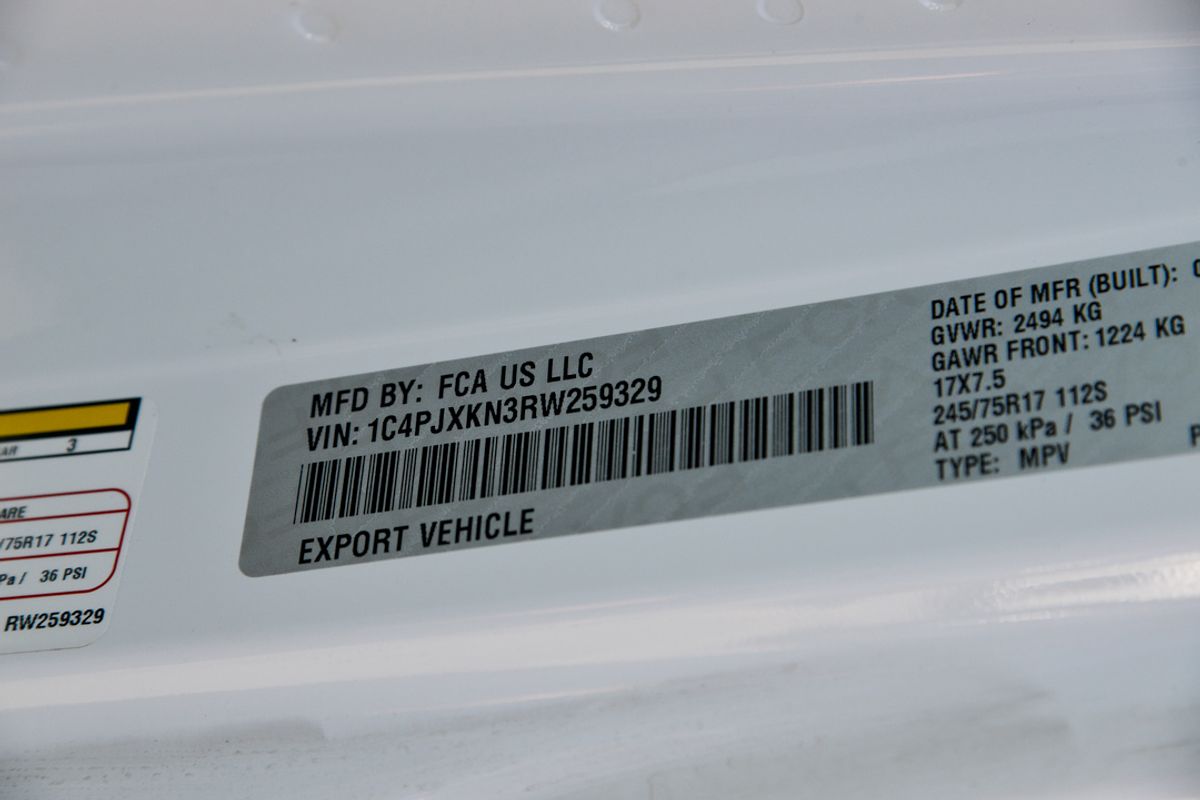 MFD BY: FCA US LLC
VIN: 1C4PJXKN3RW259329
EXPORT VEHICLE
DATE OF MFR (BUILT):
GVWR: 2494 KG
GAWR FRONT: 1224 KG
17X7.5
245/75R17 112S
AT 250 kPa / 36 PSI
TYPE: MPV
3
/75R17 112S
Pa / 36 PSI
RW259329